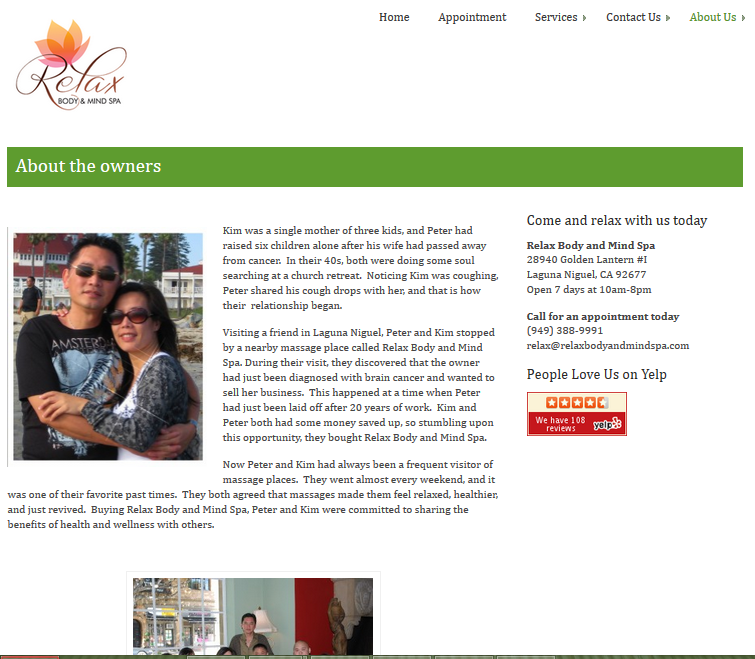 Home Appointment Services Contact Us About Us
Relax
BODY & MIND SPA
About the owners
Kim was a single mother of three kids, and Peter had
raised six children alone after his wife had passed away
from cancer. In their 40s, both were doing some soul
searching at a church retreat. Noticing Kim was coughing,
Peter shared his cough drops with her, and that is how
their relationship began.
Visiting a friend in Laguna Niguel, Peter and Kim stopped
by a nearby massage place called Relax Body and Mind
Spa. During their visit, they discovered that the owner
had just been diagnosed with brain cancer and wanted to
sell her business. This happened at a time when Peter
had just been laid off after 20 years of work. Kim and
Peter both had some money saved up, so stumbling upon
this opportunity, they bought Relax Body and Mind Spa.
Now Peter and Kim had always been a frequent visitor of
massage places. They went almost every weekend, and it
was one of their favorite past times. They both agreed that massages made them feel relaxed, healthier,
and just revived. Buying Relax Body and Mind Spa, Peter and Kim were committed to sharing the
benefits of health and wellness with others.
AMSTERDAM
Come and relax with us today
Relax Body and Mind Spa
28940 Golden Lantern #I
Laguna Niguel, CA 92677
Open 7 days at 10am-8pm
Call for an appointment today
(949) 388-9991
relax@relaxbodyandmindspa.com
People Love Us on Yelp
We have 108
reviews
yelp